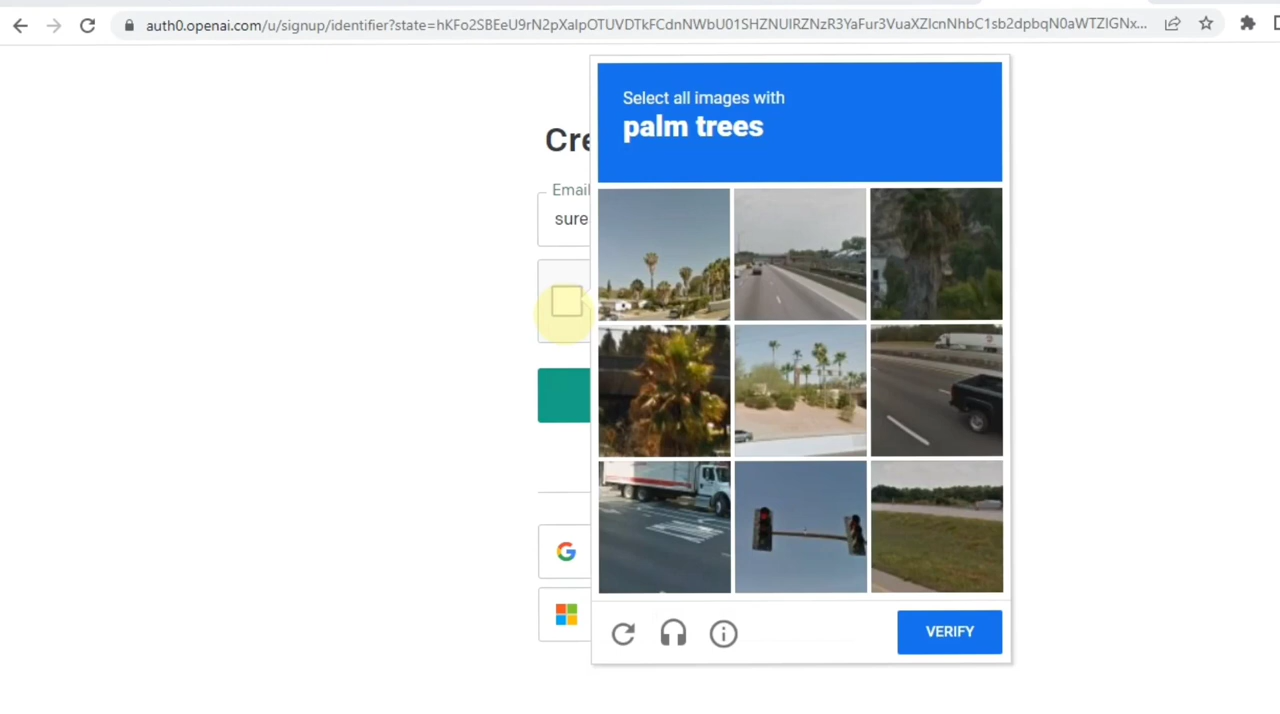 auth0.openai.com/u/signup/identifier?state=hKFo2SBEeU9rN2pXalpOTUVDTkFCdnNWbU01SHZNUlRZNzR3YaFur3VuaXZlcnNhbC1sb2dpbqN0aWTZIGNx...
Select all images with
palm trees
Cre
Email
sure
VERIFY